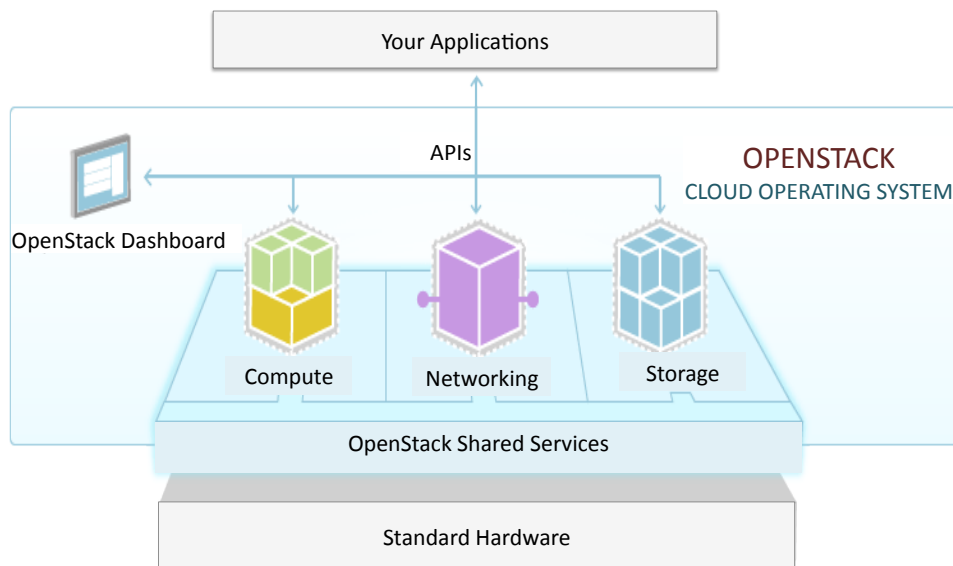 Your Applications
APIs
OPENSTACK
CLOUD OPERATING SYSTEM
OpenStack Dashboard
Compute
Networking
Storage
OpenStack Shared Services
Standard Hardware